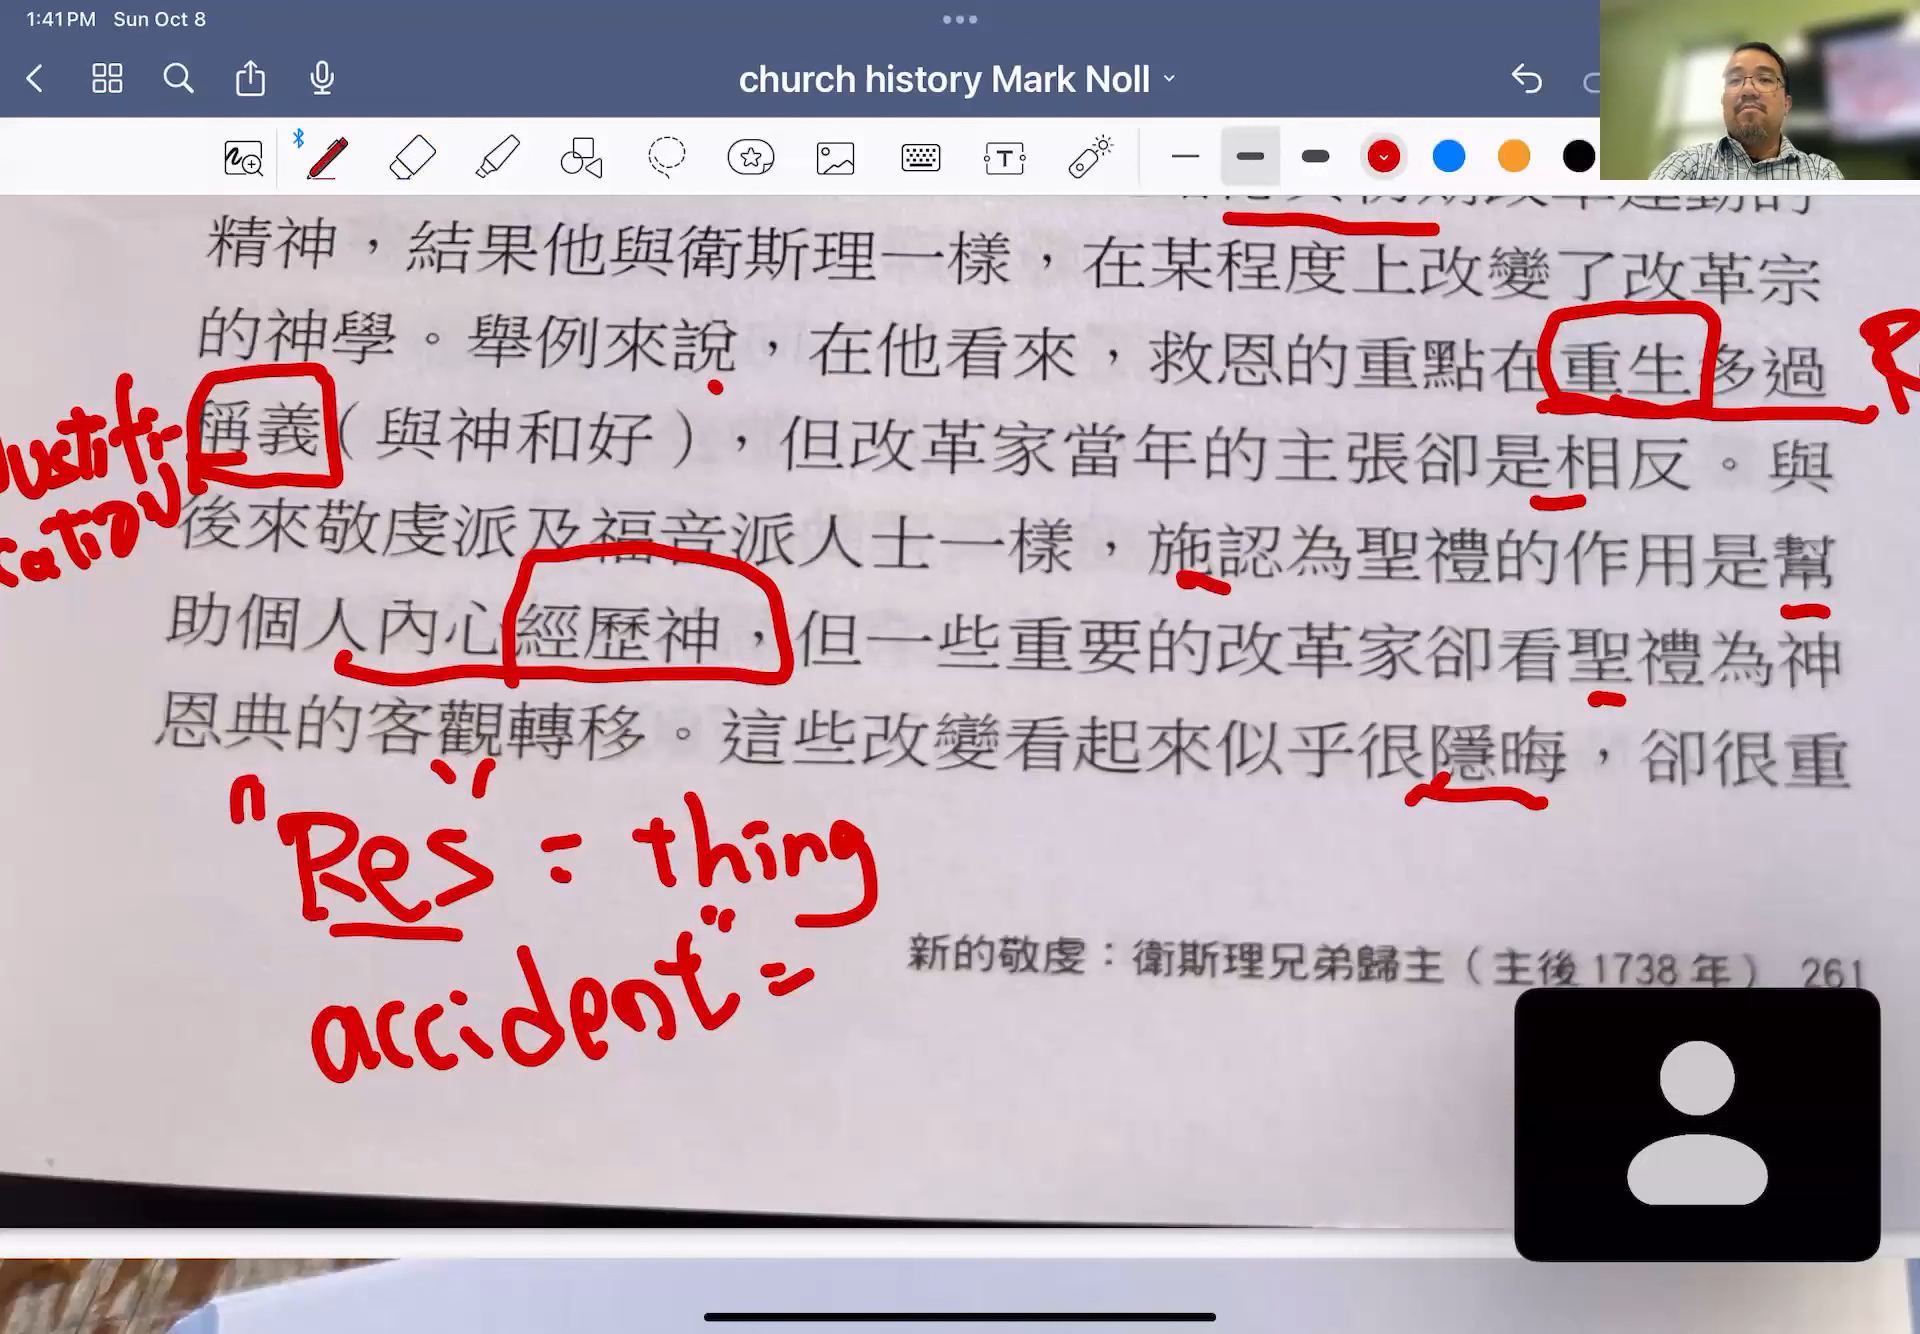 1:41 PM Sun Oct 8
church history Mark Noll
改革運動的
精神，結果他與衛斯理一樣，在某程度上改變了改革宗
的神學。舉例來說，在他看來，救恩的重點在重生多過
稱義（與神和好），但改革家當年的主張卻是相反。與
Justifi
cation
後來敬虔派及福音派人士一樣，施認為聖禮的作用是幫
助個人內心經歷神，但一些重要的改革家卻看聖禮為神
恩典的客觀轉移。這些改變看起來似乎很隱晦，卻很重
"Res" = thing
"accident" =
新的敬虔：衛斯理兄弟歸主（主後 1738 年） 261